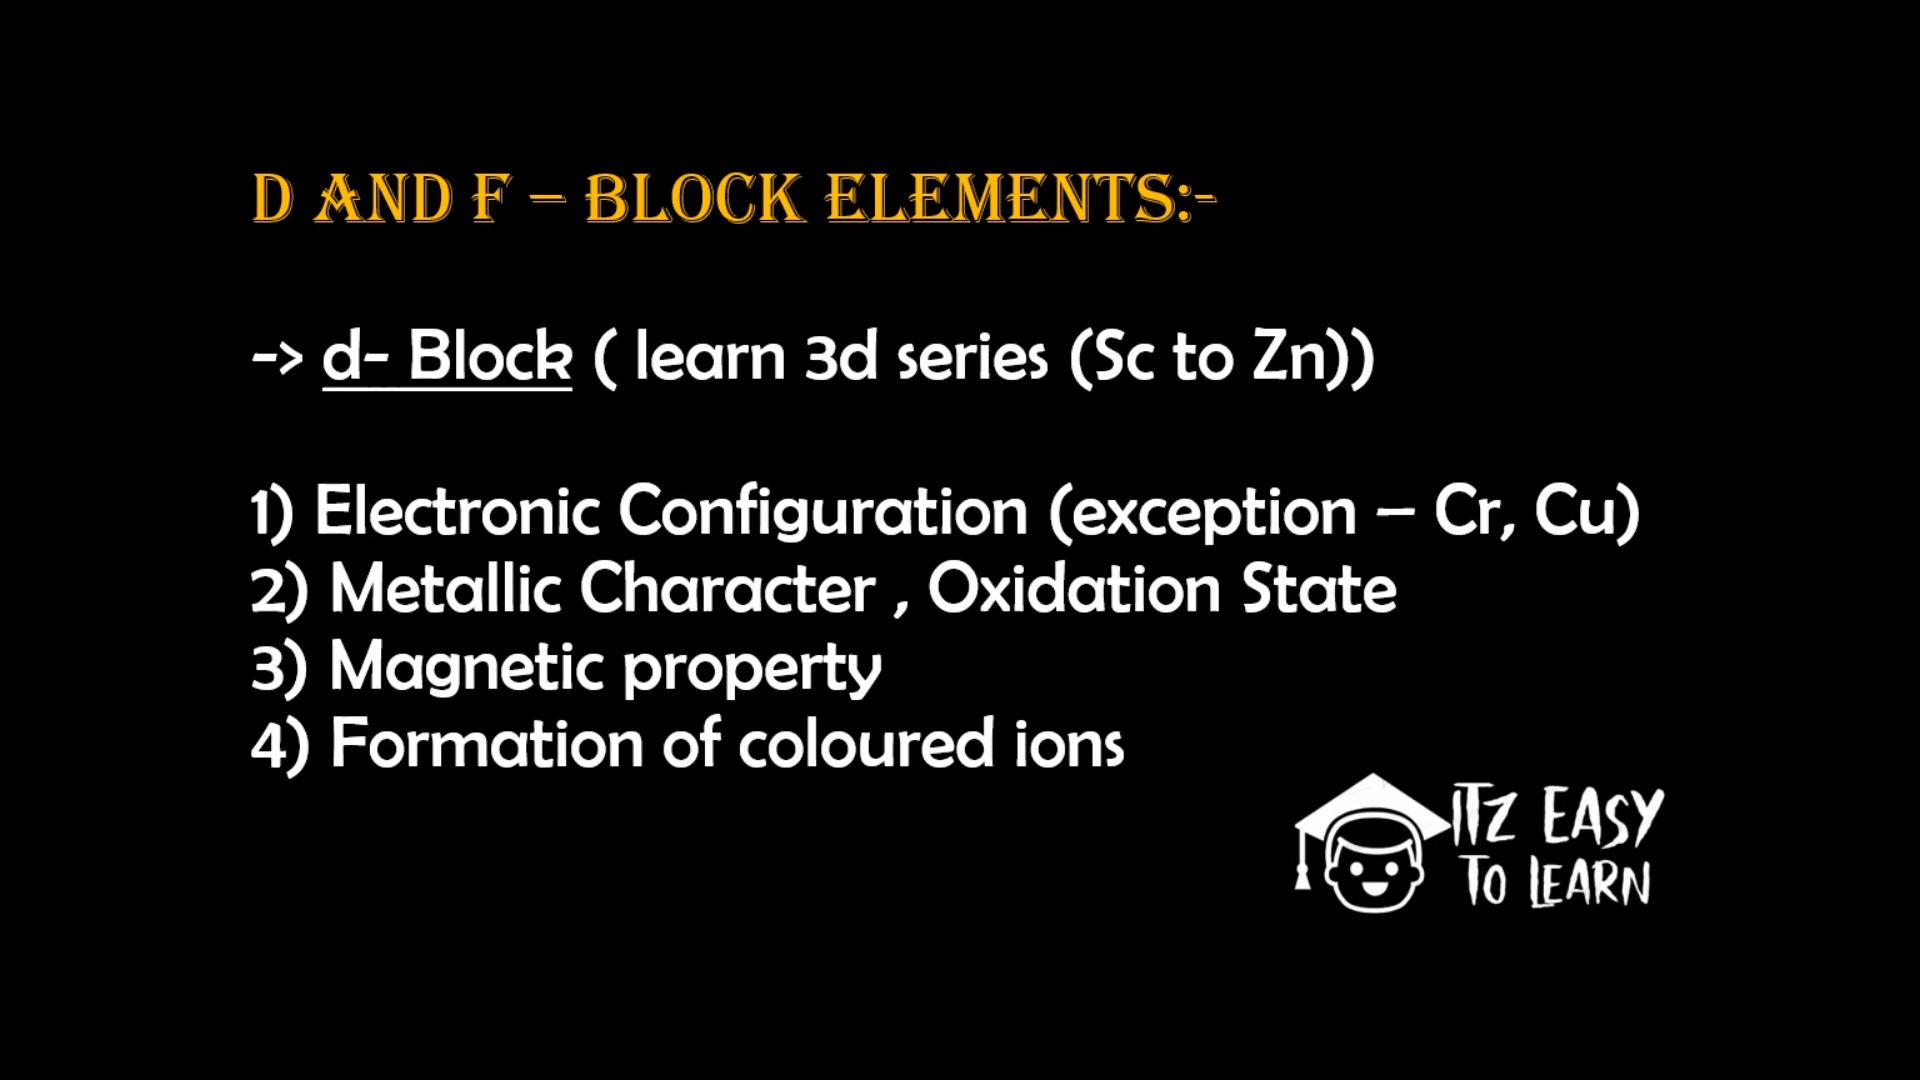 D AND F – BLOCK ELEMENTS:-
-> d- Block ( learn 3d series (Sc to Zn))
1) Electronic Configuration (exception – Cr, Cu)
2) Metallic Character , Oxidation State
3) Magnetic property
4) Formation of coloured ions
ITZ EASY
TO LEARN